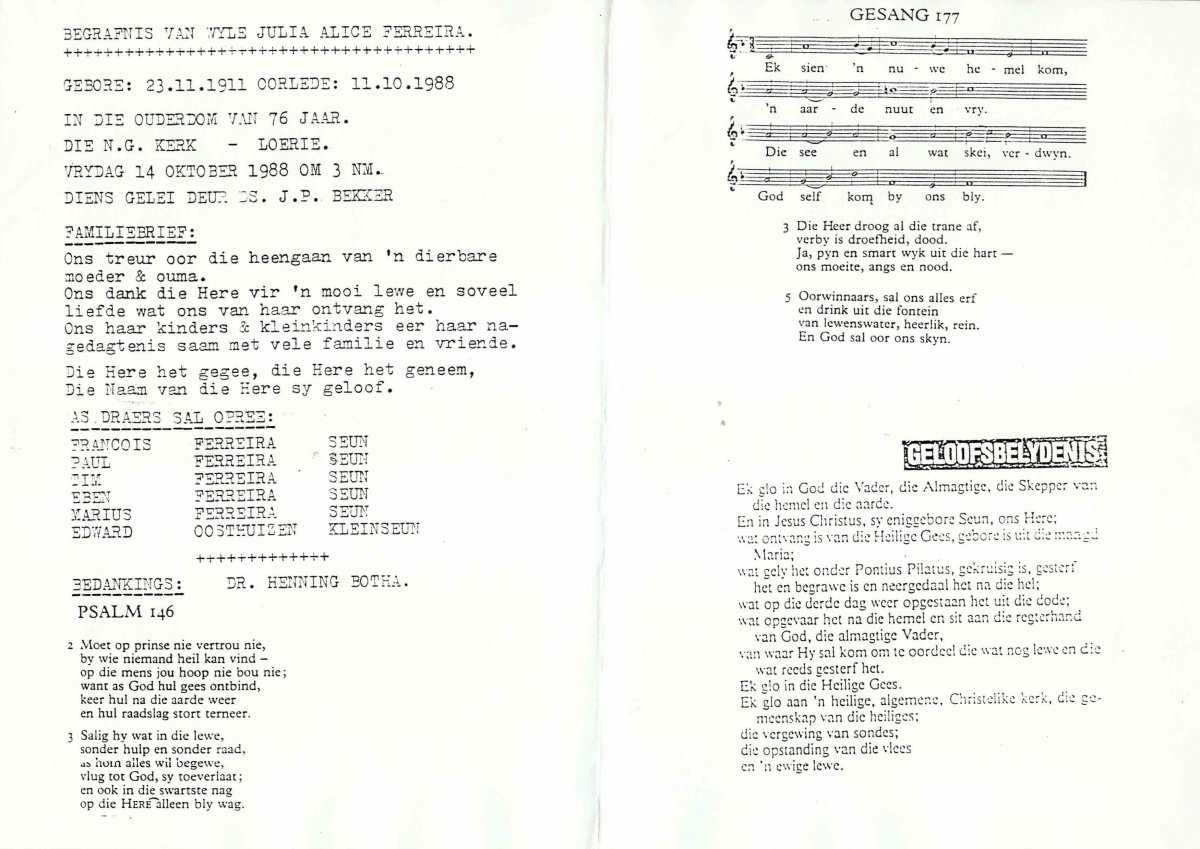 BEGRAFNIS VAN WYLE JULIA ALICE FERREIRA.
++++++++++++++++++++++++++++++++++++++
GEBORE: 23.11.1911 OORLEDE: 11.10.1988
IN DIE OUDERDOM VAN 76 JAAR.
DIE N.G. KERK - LOERIE.
VRYDAG 14 OKTOBER 1988 OM 3 NM.
DIENS GELEI DEUR DS. J.P. BEKKER
FAMILIEBRIEF:
Ons treur oor die heengaan van 'n dierbare
moeder & ouma.
Ons dank die Here vir 'n mooi lewe en soveel
liefde wat ons van haar ontvang het.
Ons haar kinders & kleinkinders eer haar na-
gedagtenis saam met vele familie en vriende.
Die Here het gegee, die Here het geneem,
Die Naam van die Here sy geloof.
AS DRAERS SAL OPREE:
FRANCOIS FERREIRA SEUN
PAUL FERREIRA SEUN
TIM FERREIRA SEUN
EBEN FERREIRA SEUN
MARIUS FERREIRA SEUN
EDWARD OOSTHUIZEN KLEINSEUN
+++++++++++++
BEDANKINGS: DR. HENNING BOTHA.
PSALM 146
2 Moet op prinse nie vertrou nie,
by wie niemand heil kan vind –
op die mens jou hoop nie bou nie;
want as God hul gees ontbind,
keer hul na die aarde weer
en hul raadslag stort terneer.
3 Salig hy wat in die lewe,
sonder hulp en sonder raad,
as hom alles wil begewe,
vlug tot God, sy toeverlaat;
en ook in die swartste nag
op die HERE alleen bly wag.
GESANG 177
Ek sien 'n nu - we he - mel kom,
'n aar - de nuut en vry.
Die see en al wat skei, ver - dwyn.
God self kom by ons bly.
3 Die Heer droog al die trane af,
verby is droefheid, dood.
Ja, pyn en smart wyk uit die hart —
ons moeite, angs en nood.
5 Oorwinnaars, sal ons alles erf
en drink uit die fontein
van lewenswater, heerlik, rein.
En God sal oor ons skyn.
GELOOFSBELYDENIS
Ek glo in God die Vader, die Almagtige, die Skepper van
die hemel en die aarde.
En in Jesus Christus, sy eniggebore Seun, ons Here;
wat ontvang is van die Heilige Gees, gebore is uit die maagd
Maria;
wat gely het onder Pontius Pilatus, gekruisig is, gesterf
het en begrawe is en neergedaal het na die hel;
wat op die derde dag weer opgestaan het uit die dode;
wat opgevaar het na die hemel en sit aan die regterhand
van God, die almagtige Vader,
van waar Hy sal kom om te oordeel die wat nog lewe en die
wat reeds gesterf het.
Ek glo in die Heilige Gees.
Ek glo aan 'n heilige, algemene, Christelike kerk, die ge-
meenskap van die heiliges;
die vergewing van sondes;
die opstanding van die vlees
en 'n ewige lewe.